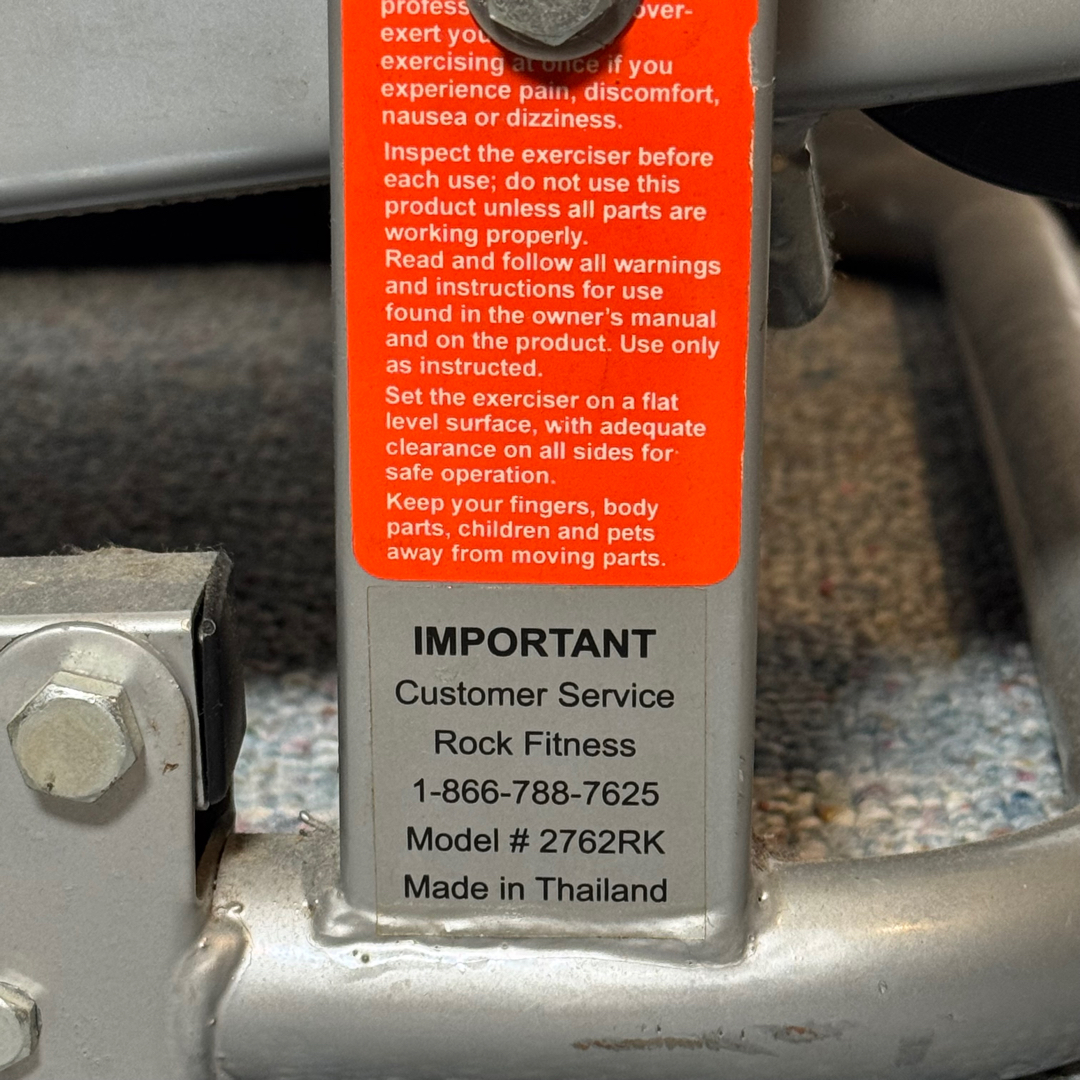 over-
exert you
exercising at once if you
experience pain, discomfort,
nausea or dizziness.
Inspect the exerciser before
each use; do not use this
product unless all parts are
working properly.
Read and follow all warnings
and instructions for use
found in the owner's manual
and on the product. Use only
as instructed.
Set the exerciser on a flat
level surface, with adequate
clearance on all sides for
safe operation.
Keep your fingers, body
parts, children and pets
away from moving parts.
IMPORTANT
Customer Service
Rock Fitness
1-866-788-7625
Model # 2762RK
Made in Thailand